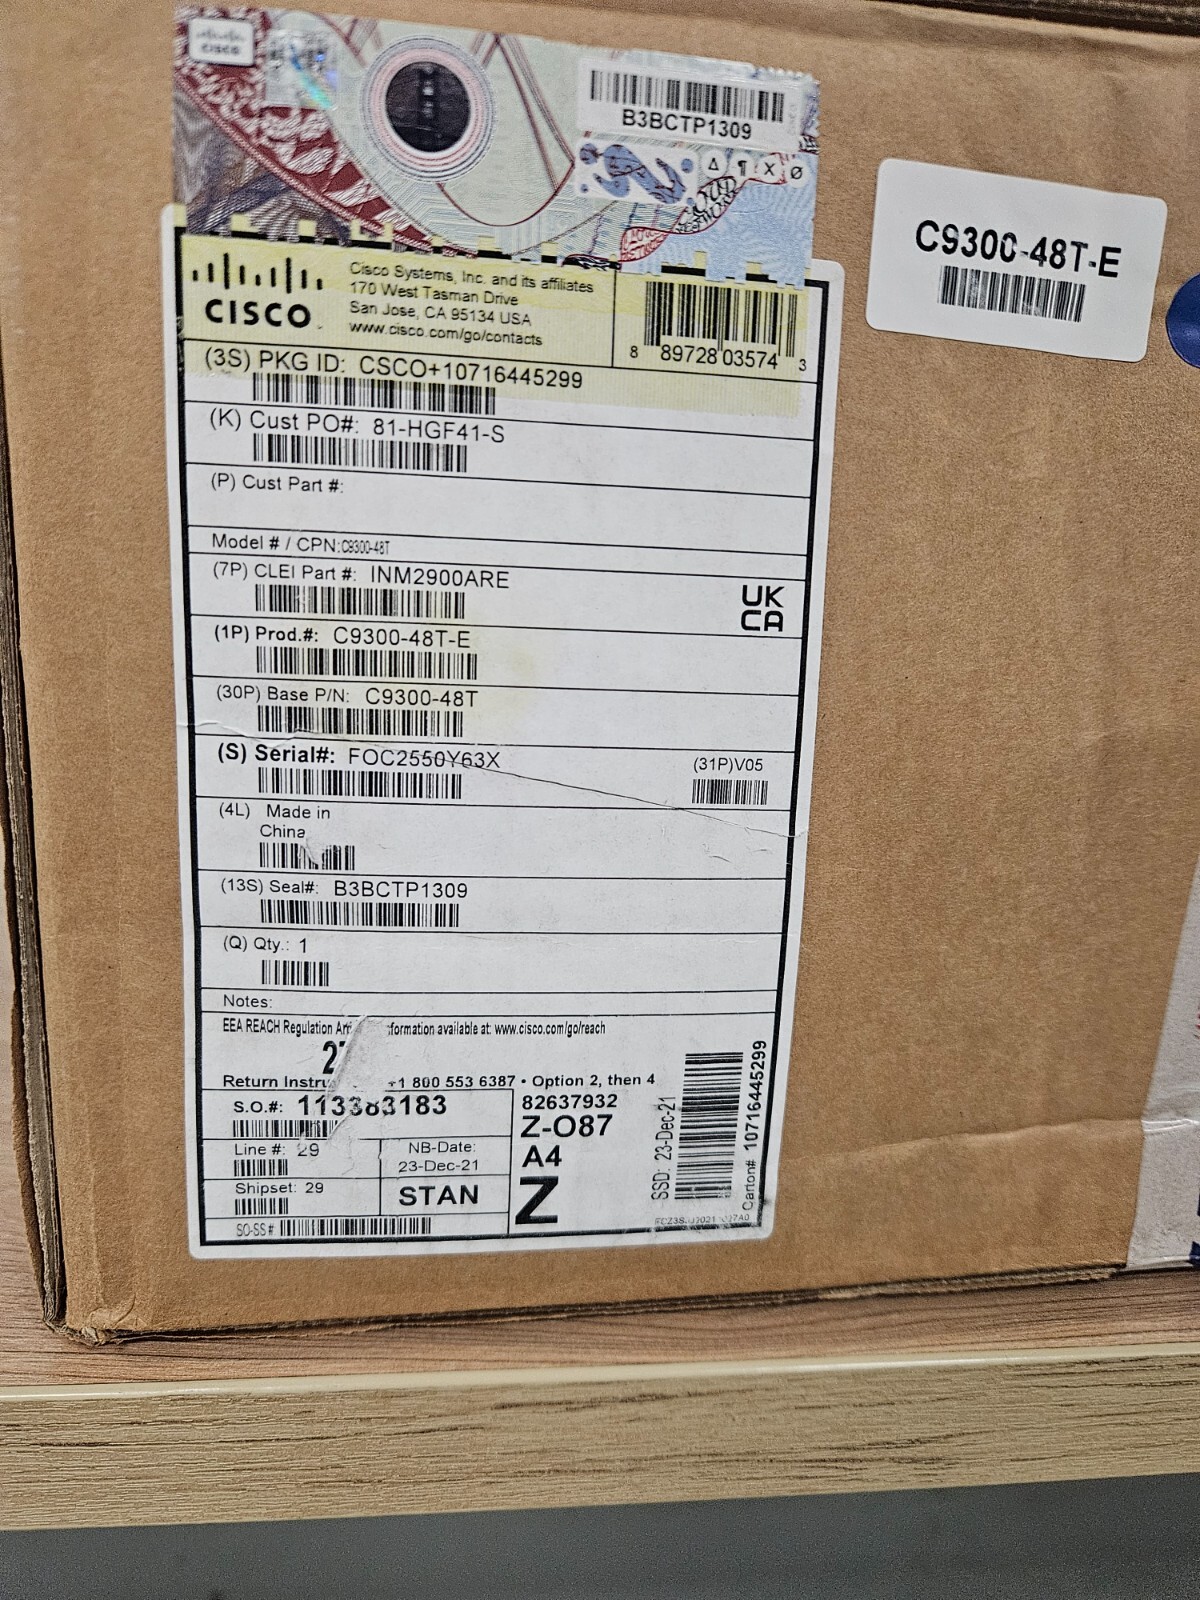 CISCO
B3BCTP1309
Δ ¶ X Ø
C9300-48T-E
CISCO
Cisco Systems, Inc. and its affiliates
170 West Tasman Drive
San Jose, CA 95134 USA
www.cisco.com/go/contacts
8 89728 03574 3
(3S) PKG ID: CSCO+10716445299
(K) Cust PO#: 81-HGF41-S
(P) Cust Part #:
Model # / CPN:C9300-48T
(7P) CLEI Part #: INM2900ARE
UK
CA
(1P) Prod.#: C9300-48T-E
(30P) Base P/N: C9300-48T
(S) Serial#: FOC2550Y63X
(31P)V05
(4L) Made in
China
(13S) Seal#: B3BCTP1309
(Q) Qty.: 1
Notes:
EEA REACH Regulation formation available at: www.cisco.com/go/reach
Return +1 800 553 6387 • Option 2, then 4
S.O.#: 113383183
Line #: 29
NB-Date:
23-Dec-21
Shipset: 29
STAN
SO-SS #
82637932
Z-O87
A4
Z
SSD: 23-Dec-21
Carton# 10716445299